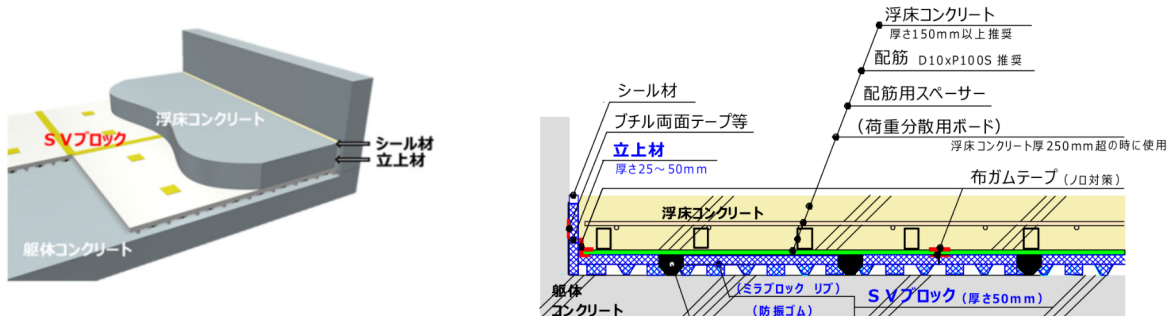 浮床コンクリート
SVブロック
シール材
立上材
躯体コンクリート
浮床コンクリート
厚さ150mm以上推奨
配筋 D10xP100S 推奨
配筋用スペーサー
(荷重分散用ボード)
浮床コンクリート厚250mm超の時に使用
布ガムテープ(ノロ対策)
シール材
ブチル両面テープ等
立上材
厚さ25~50mm
浮床コンクリート
躯体
コンクリート
(ミラブロック リブ)
(防振ゴム)
SVブロック(厚さ50mm)